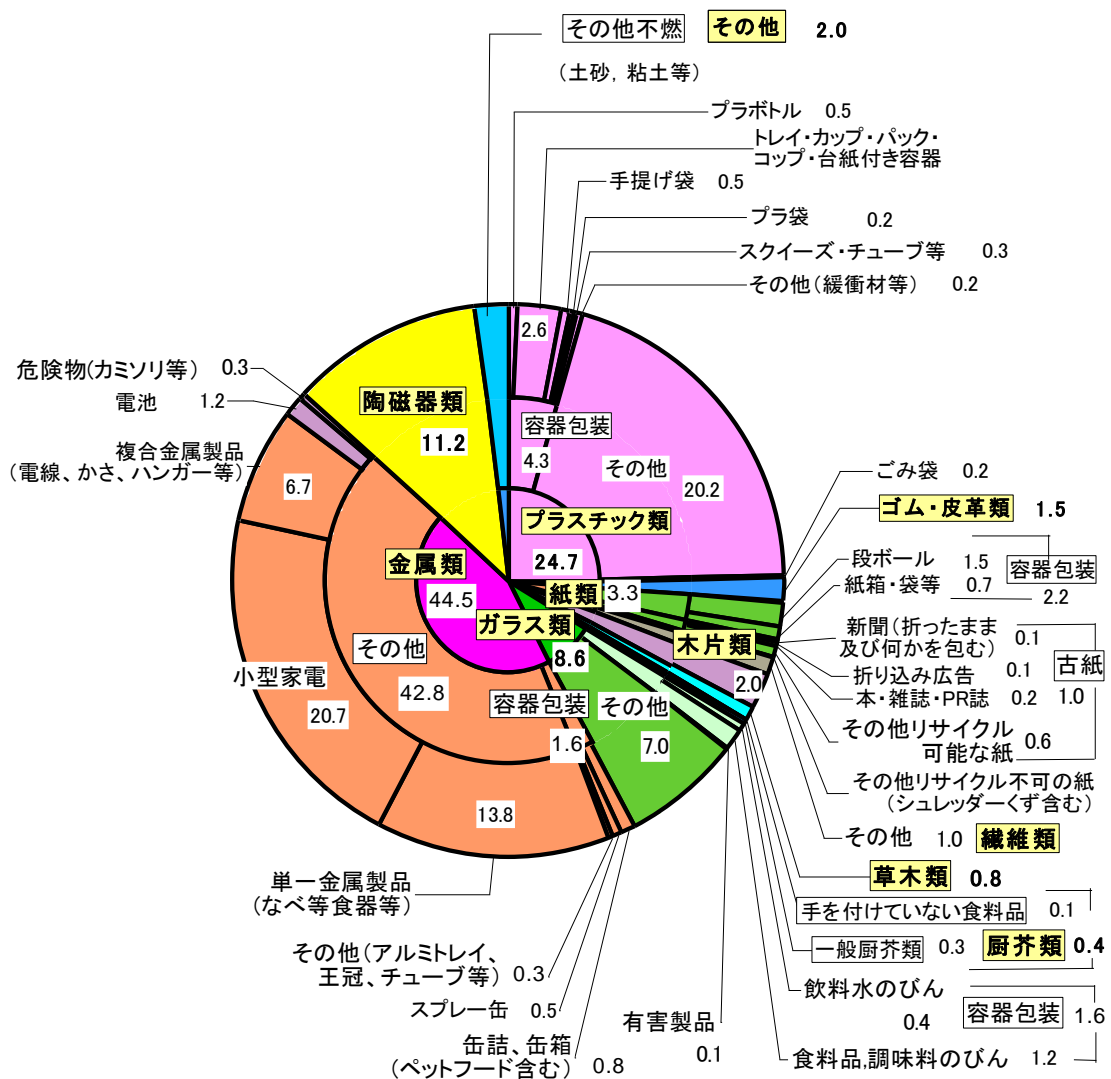 その他不燃 その他 2.0
(土砂, 粘土等)
プラボトル 0.5
トレイ・カップ・パック・
コップ・台紙付き容器
手提げ袋 0.5
プラ袋 0.2
スクイーズ・チューブ等 0.3
その他(緩衝材等) 0.2
2.6
危険物(カミソリ等) 0.3
電池 1.2
陶磁器類
11.2
容器包装
4.3
その他
20.2
複合金属製品
(電線、かさ、ハンガー等)
6.7
ごみ袋 0.2
ゴム・皮革類 1.5
プラスチック類
24.7
金属類
44.5
紙類 3.3
段ボール 1.5
紙箱・袋等 0.7
容器包装
2.2
ガラス類
8.6
木片類
2.0
新聞(折ったまま
及び何かを包む) 0.1
折り込み広告 0.1
本・雑誌・PR誌 0.2
古紙
1.0
その他リサイクル
可能な紙 0.6
その他
42.8
小型家電
20.7
容器包装
1.6
その他
7.0
その他リサイクル不可の紙
(シュレッダーくず含む)
その他 1.0 繊維類
13.8
草木類 0.8
単一金属製品
(なべ等食器等)
手を付けていない食料品 0.1
一般厨芥類 0.3 厨芥類 0.4
その他(アルミトレイ、
王冠、チューブ等) 0.3
スプレー缶 0.5
缶詰、缶箱
(ペットフード含む) 0.8
有害製品
0.1
飲料水のびん
0.4
容器包装 1.6
食料品,調味料のびん 1.2